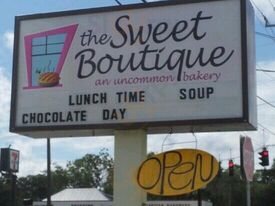 the Sweet
Boutique
an uncommon bakery
LUNCH TIME SOUP
CHOCOLATE DAY
OPEN